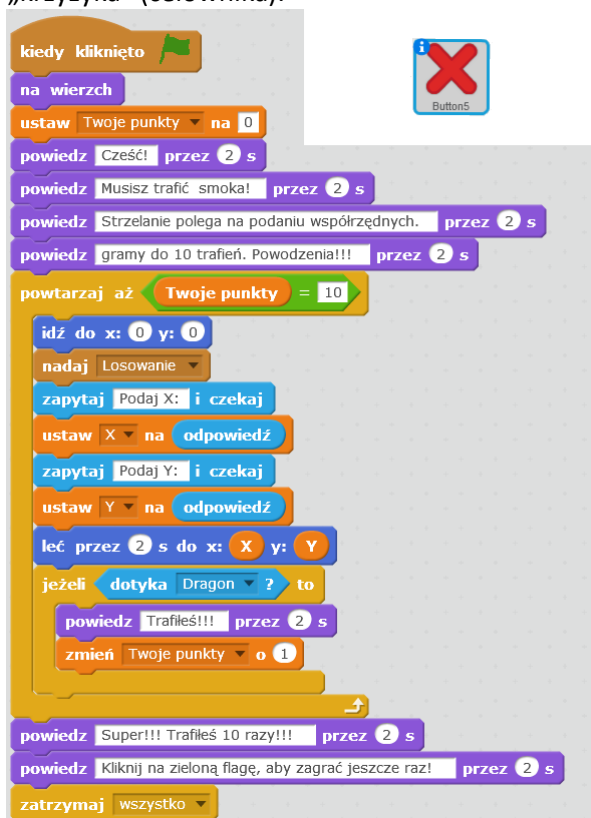 „krzyżyka" (celownika).
kiedy kliknięto
na wierzch
ustaw Twoje punkty na 0
powiedz Cześć! przez 2 s
powiedz Musisz trafić smoka! przez 2 s
powiedz Strzelanie polega na podaniu współrzędnych. przez 2 s
powiedz gramy do 10 trafień. Powodzenia!!! przez 2 s
powtarzaj aż Twoje punkty = 10
idź do x: 0 y: 0
nadaj Losowanie
zapytaj Podaj X: i czekaj
ustaw X na odpowiedź
zapytaj Podaj Y: i czekaj
ustaw Y na odpowiedź
leć przez 2 s do x: X y: Y
jeżeli dotyka Dragon ? to
powiedz Trafiłeś!!! przez 2 s
zmień Twoje punkty o 1
powiedz Super!!! Trafiłeś 10 razy!!! przez 2 s
powiedz Kliknij na zieloną flagę, aby zagrać jeszcze raz! przez 2 s
zatrzymaj wszystko
i
Button5